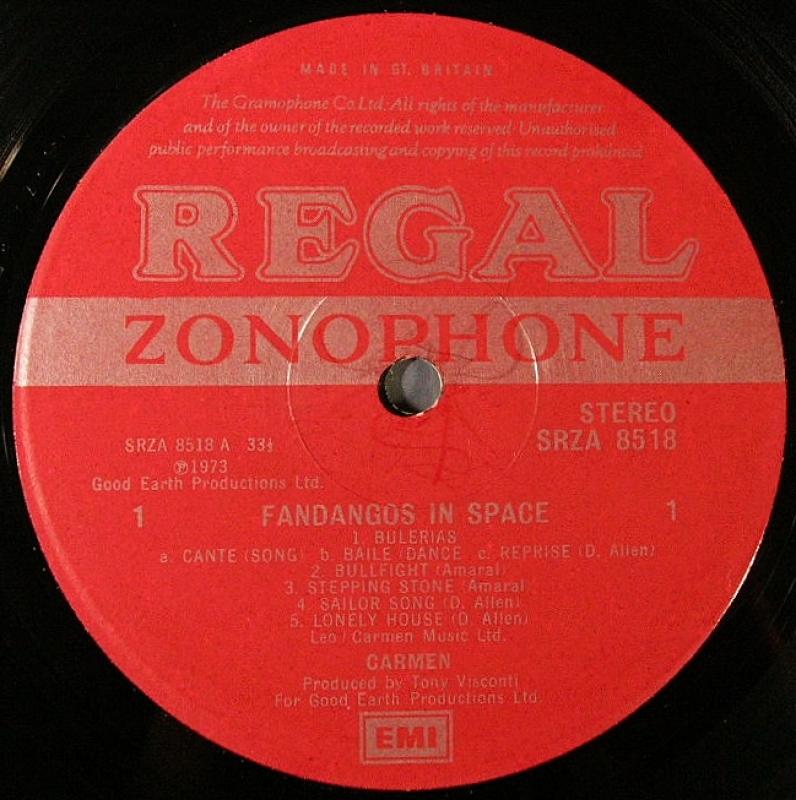 MADE IN GT. BRITAIN
The Gramophone Co.Ltd. All rights of the manufacturer
and of the owner of the recorded work reserved Unauthorised
public performance broadcasting and copying of this record prohibited
REGAL
ZONOPHONE
STEREO
SRZA 8518
SRZA 8518 A 33⅓
℗1973
Good Earth Productions Ltd.
1 FANDANGOS IN SPACE 1
1. BULERIAS
a. CANTE (SONG) b. BAILE (DANCE c. REPRISE (D. Allen)
2. BULLFIGHT (Amaral)
3. STEPPING STONE (Amaral)
4. SAILOR SONG (D. Allen)
5. LONELY HOUSE (D. Allen)
Leo / Carmen Music Ltd.
CARMEN
Produced by Tony Visconti
For Good Earth Productions Ltd.
EMI